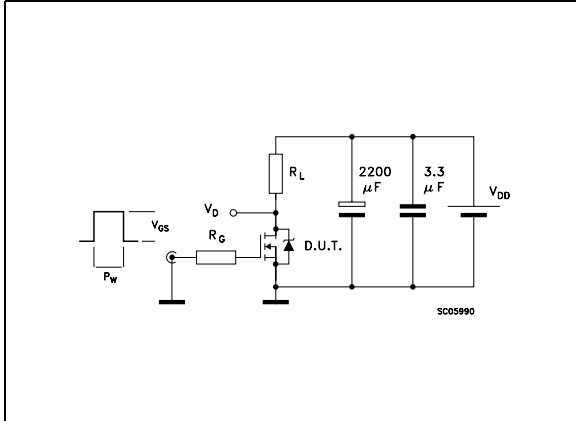 R_L
2200
μF
3.3
μF
V_DD
V_D
V_GS
R_G
D.U.T.
P_W
SC05990